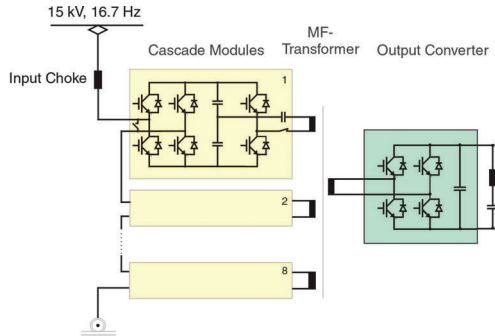 15 kV, 16.7 Hz
Cascade Modules
MF-
Transformer
Output Converter
Input Choke
1
2
8